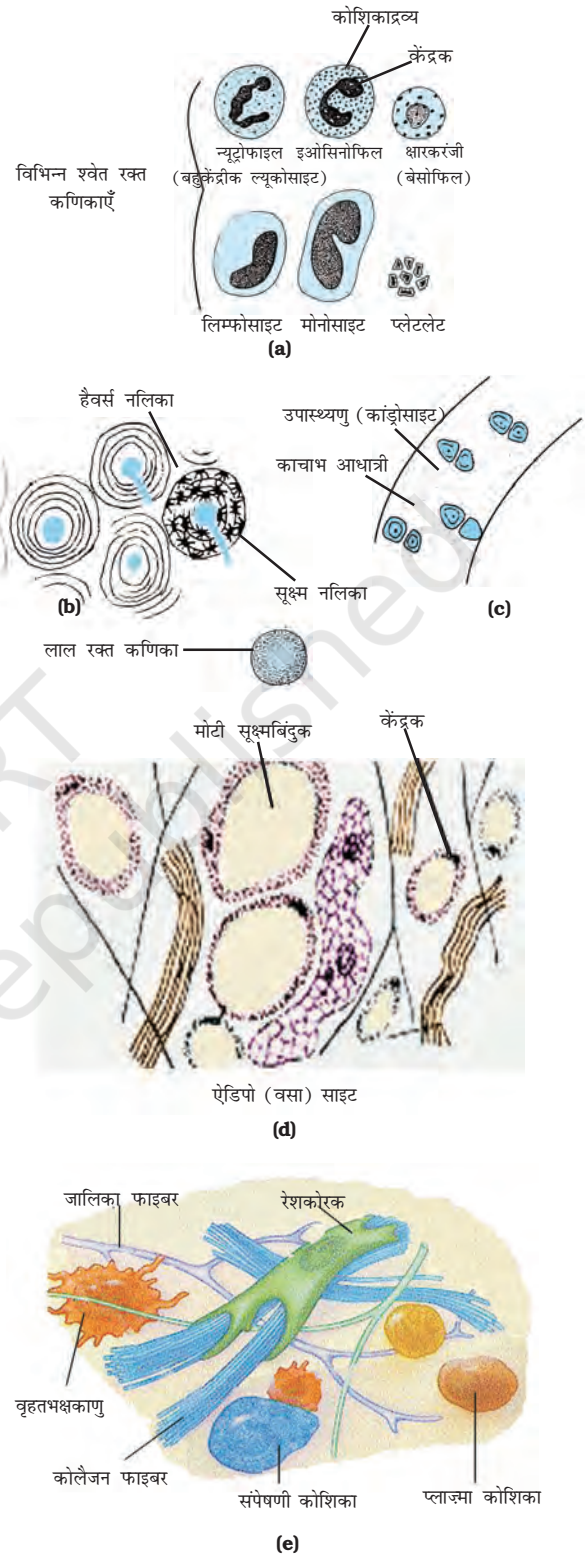 कोशिकाद्रव्य
केंद्रक
न्यूट्रोफाइल इओसिनोफिल क्षारकरंजी
(बहुकेंद्रीक ल्यूकोसाइट) (बेसोफिल)
विभिन्न श्वेत रक्त
कणिकाएँ
लिम्फोसाइट मोनोसाइट प्लेटलेट
(a)
हैवर्स नलिका
सूक्ष्म नलिका
(b)
उपास्थ्यणु (कांड्रोसाइट)
काचाभ आधात्री
(c)
लाल रक्त कणिका
मोटी सूक्ष्मबिंदुक
केंद्रक
ऐडिपो (वसा) साइट
(d)
जालिका फाइबर
रेशकोरक
वृहतभक्षकाणु
कोलैजन फाइबर
संपेषणी कोशिका
प्लाज़्मा कोशिका
(e)